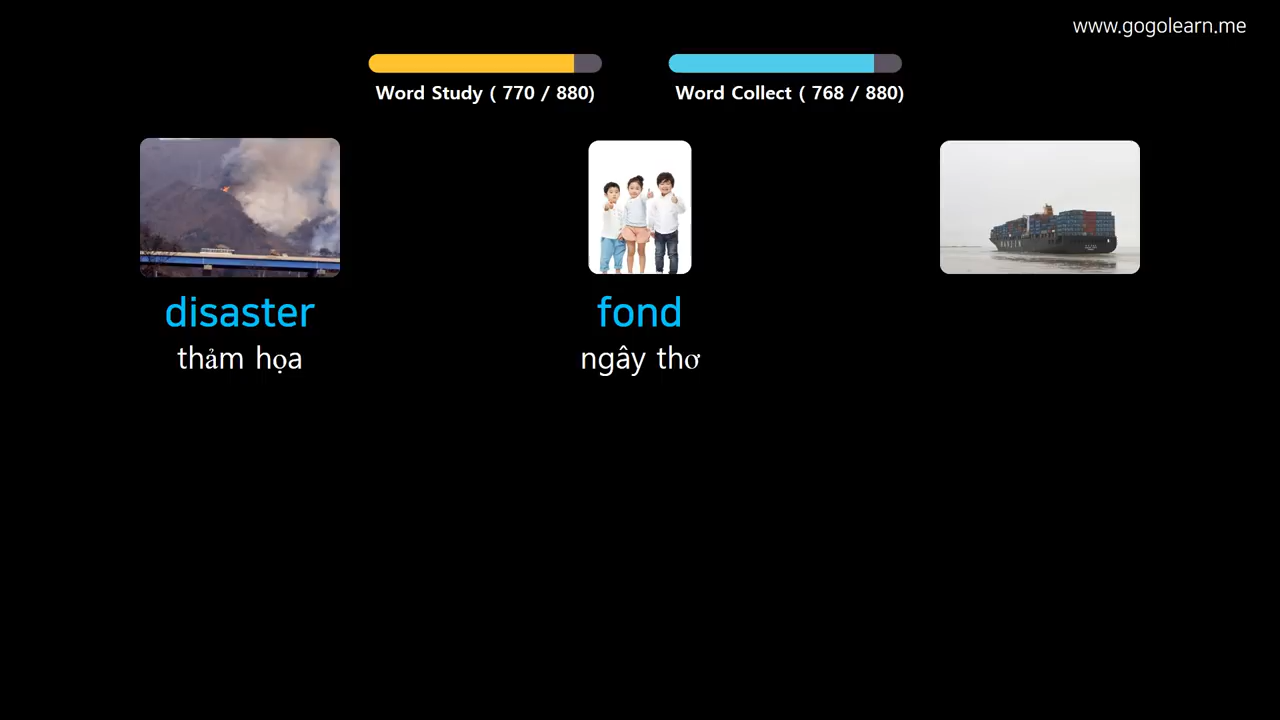 www.gogolearn.me
Word Study ( 770 / 880)
Word Collect ( 768 / 880)
disaster
fond
thảm họa
ngây thơ